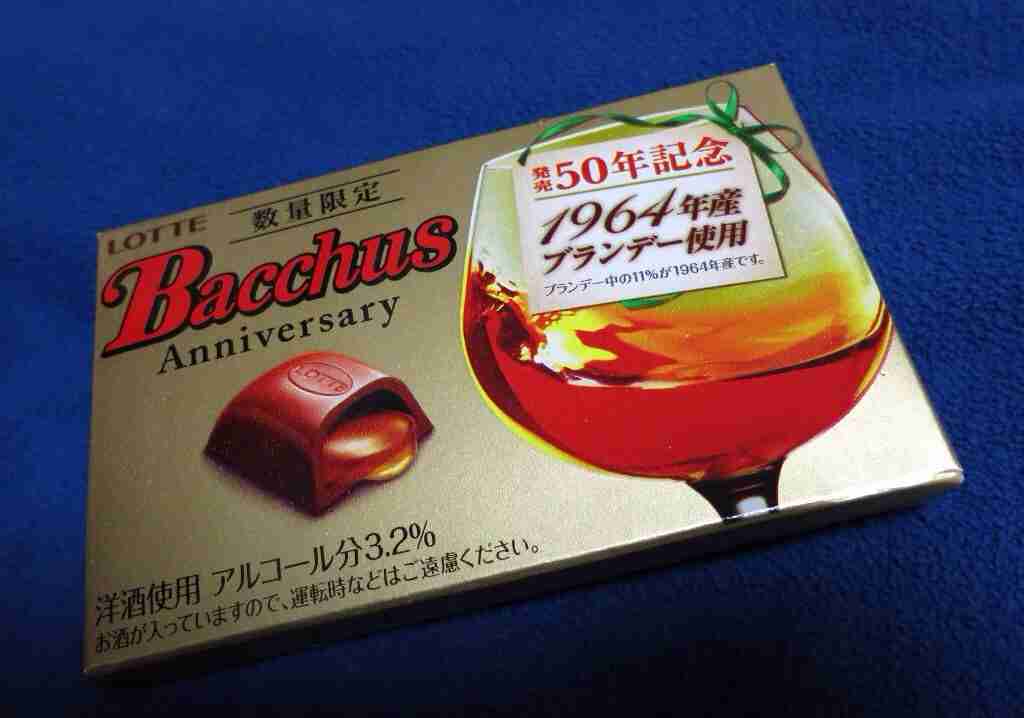 LOTTE
数量限定
Bacchus
Anniversary
発売50年記念
1964年産
ブランデー使用
ブランデー中の11%が1964年産です。
LOTTE
洋酒使用 アルコール分3.2%
お酒が入っていますので、運転時などはご遠慮ください。